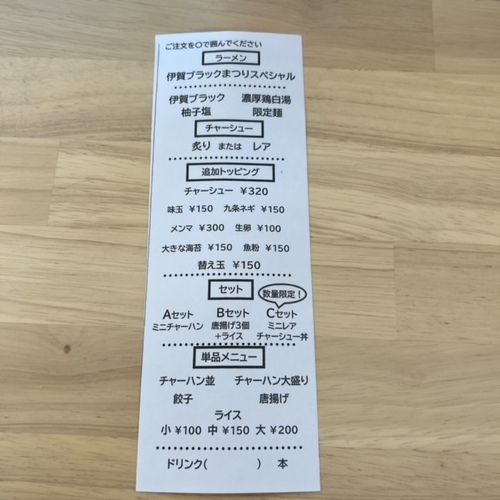 ご注文を〇で囲んでください
ラーメン
伊賀ブラックまつりスペシャル
伊賀ブラック 濃厚鶏白湯
柚子塩 限定麺
チャーシュー
炙り または レア
追加トッピング
チャーシュー ¥320
味玉 ¥150 九条ネギ ¥150
メンマ ¥300 生卵 ¥100
大きな海苔 ¥150 魚粉 ¥150
替え玉 ¥150
セット
数量限定!
Aセット Bセット Cセット
ミニチャーハン 唐揚げ3個 ミニレア
+ライス チャーシュー丼
単品メニュー
チャーハン並 チャーハン大盛り
餃子 唐揚げ
ライス
小 ¥100 中 ¥150 大 ¥200
ドリンク( ) 本